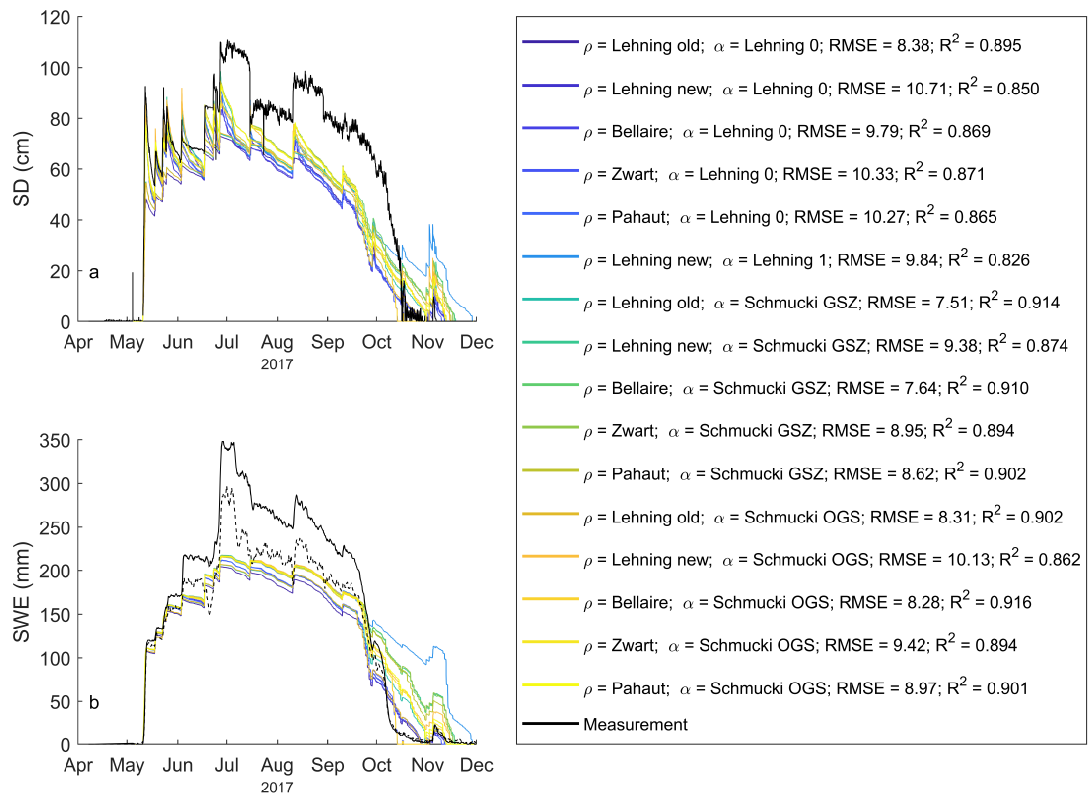 120
100
80
60
40
20
0
SD (cm)
a
Apr May Jun Jul Aug Sep Oct Nov Dec
2017
350
300
250
200
150
100
50
0
SWE (mm)
b
Apr May Jun Jul Aug Sep Oct Nov Dec
2017
ρ = Lehning old; α = Lehning 0; RMSE = 8.38; R² = 0.895
ρ = Lehning new; α = Lehning 0; RMSE = 10.71; R² = 0.850
ρ = Bellaire; α = Lehning 0; RMSE = 9.79; R² = 0.869
ρ = Zwart; α = Lehning 0; RMSE = 10.33; R² = 0.871
ρ = Pahaut; α = Lehning 0; RMSE = 10.27; R² = 0.865
ρ = Lehning new; α = Lehning 1; RMSE = 9.84; R² = 0.826
ρ = Lehning old; α = Schmucki GSZ; RMSE = 7.51; R² = 0.914
ρ = Lehning new; α = Schmucki GSZ; RMSE = 9.38; R² = 0.874
ρ = Bellaire; α = Schmucki GSZ; RMSE = 7.64; R² = 0.910
ρ = Zwart; α = Schmucki GSZ; RMSE = 8.95; R² = 0.894
ρ = Pahaut; α = Schmucki GSZ; RMSE = 8.62; R² = 0.902
ρ = Lehning old; α = Schmucki OGS; RMSE = 8.31; R² = 0.902
ρ = Lehning new; α = Schmucki OGS; RMSE = 10.13; R² = 0.862
ρ = Bellaire; α = Schmucki OGS; RMSE = 8.28; R² = 0.916
ρ = Zwart; α = Schmucki OGS; RMSE = 9.42; R² = 0.894
ρ = Pahaut; α = Schmucki OGS; RMSE = 8.97; R² = 0.901
Measurement